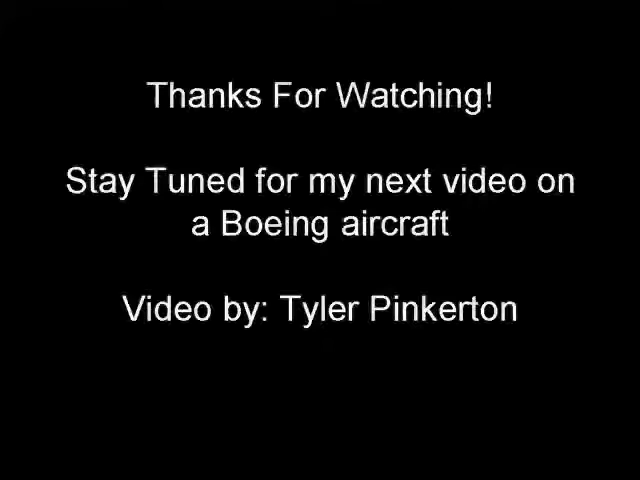 Thanks For Watching!
Stay Tuned for my next video on
a Boeing aircraft
Video by: Tyler Pinkerton